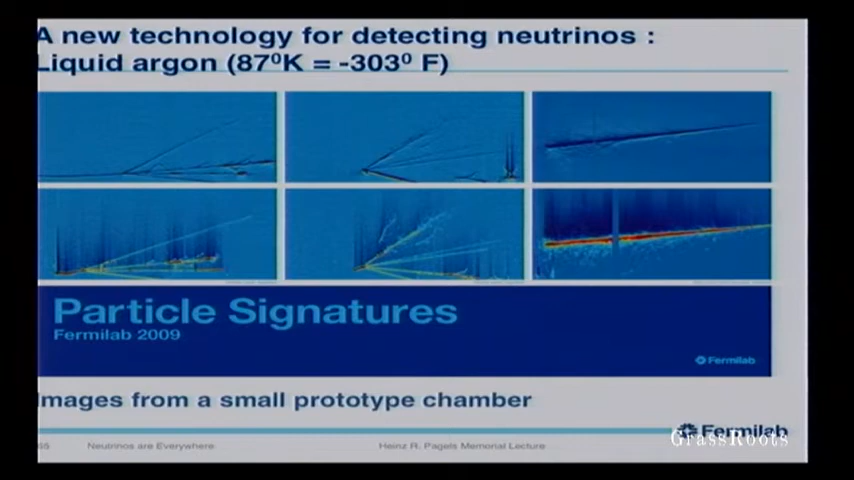 A new technology for detecting neutrinos :
Liquid argon (87⁰K = -303⁰ F)
Particle Signatures
Fermilab 2009
Fermilab
Images from a small prototype chamber
Fermilab
GrassRoots
65 Neutrinos are Everywhere Heinz R. Pagels Memorial Lecture